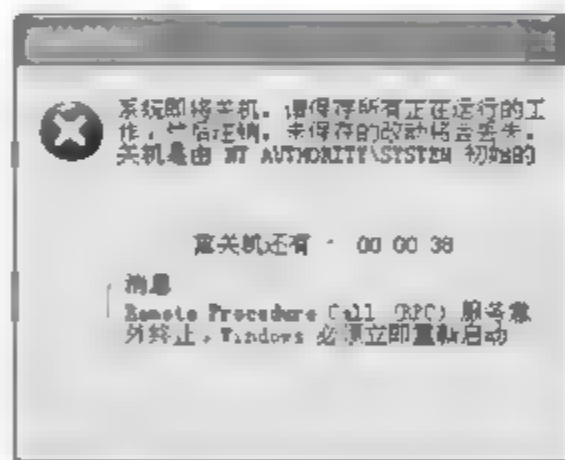 系统即将关机。请保存所有正在运行的工
作，然后注销。未保存的改动将会丢失。
关机是由 NT AUTHORITY\SYSTEM 初始的
离关机还有 : 00 00 38
消息
Remote Procedure Call (RPC) 服务意
外终止，Windows 必须立即重新启动